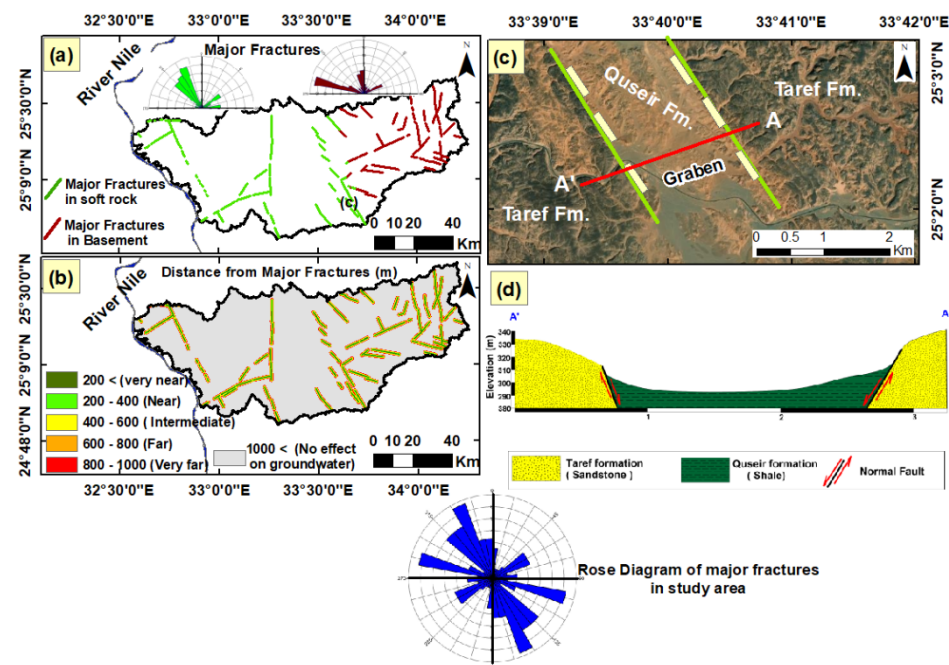 32°30'0"E 33°0'0"E 33°30'0"E 34°0'0"E
(a)
River Nile
Major Fractures
N
25°30'0"N
25°9'0"N
Major Fractures
in soft rock
Major Fractures
in Basement
(c)
0 10 20 40
Km
(b)
River Nile
Distance from Major Fractures (m)
N
25°30'0"N
25°9'0"N
24°48'0"N
200 < (very near)
200 - 400 (Near)
400 - 600 ( Intermediate)
600 - 800 (Far)
800 - 1000 (Very far)
1000 < (No effect
on groundwater)
0 10 20 40
Km
32°30'0"E 33°0'0"E 33°30'0"E 34°0'0"E
33°39'0"E 33°40'0"E 33°41'0"E 33°42'0"E
(c)
Quseir Fm.
Taref Fm.
N
A
A'
Graben
Taref Fm.
25°3'0"N
25°2'0"N
0 0.5 1 2
Km
(d)
A'
A
Elevation (m)
340
330
320
310
300
290
280
1 2 3
Taref formation
( Sandstone )
Quseir formation
( Shale )
Normal Fault
Rose Diagram of major fractures
in study area